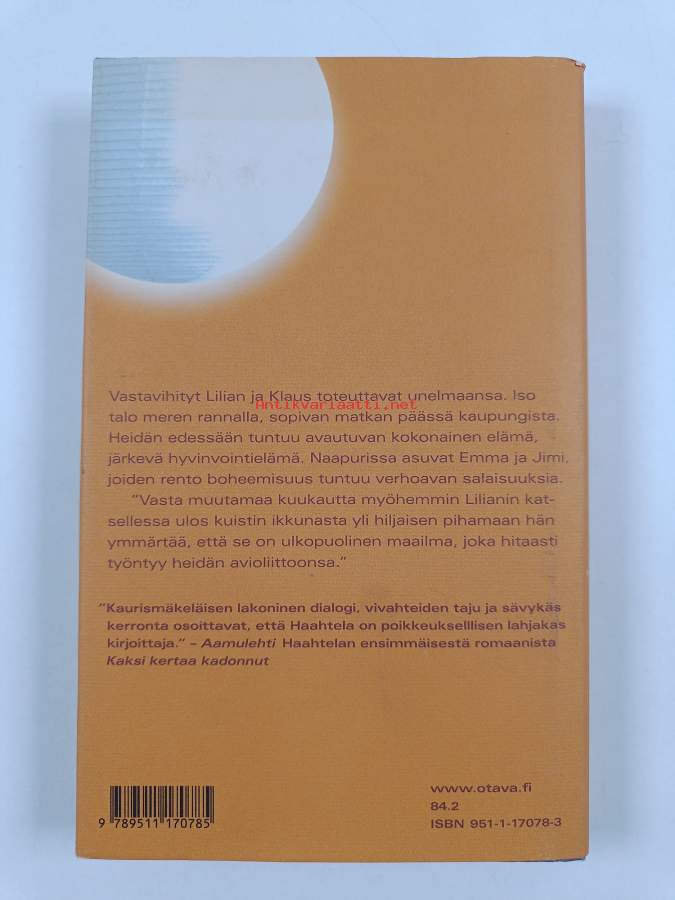 Vastavihityt Lilian ja Klaus toteuttavat unelmaansa. Iso
Antikvariaatti.net
talo meren rannalla, sopivan matkan päässä kaupungista.
Heidän edessään tuntuu avautuvan kokonainen elämä,
järkevä hyvinvointielämä. Naapurissa asuvat Emma ja Jimi,
joiden rento boheemisuus tuntuu verhoavan salaisuuksia.
"Vasta muutamaa kuukautta myöhemmin Lilianin kat-
sellessa ulos kuistin ikkunasta yli hiljaisen pihamaan hän
ymmärtää, että se on ulkopuolinen maailma, joka hitaasti
työntyy heidän avioliittoonsa."
"Kaurismäkeläisen lakoninen dialogi, vivahteiden taju ja sävykäs
kerronta osoittavat, että Haahtela on poikkeukselllisen lahjakas
kirjoittaja." – Aamulehti Haahtelan ensimmäisestä romaanista
Kaksi kertaa kadonnut
www.otava.fi
84.2
ISBN 951-1-17078-3
9 789511 170785